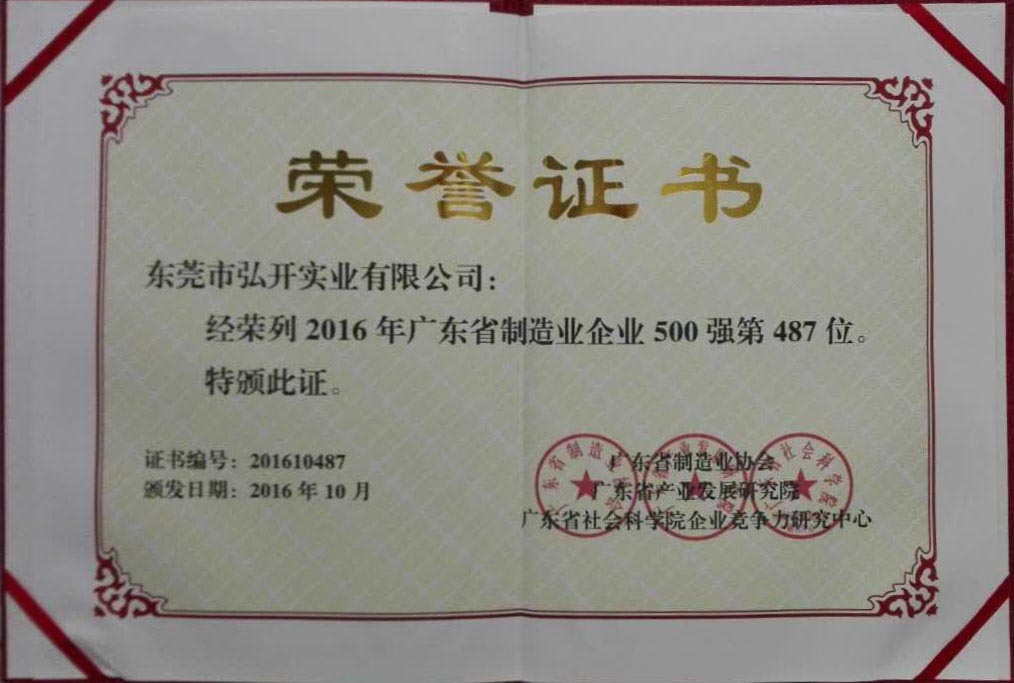 荣誉证书
东莞市弘开实业有限公司:
经荣列 2016 年广东省制造业企业 500 强第 487 位。
特颁此证。
证书编号: 201610487
颁发日期: 2016 年 10 月
广东省制造业协会
广东省产业发展研究院
广东省社会科学院企业竞争力研究中心